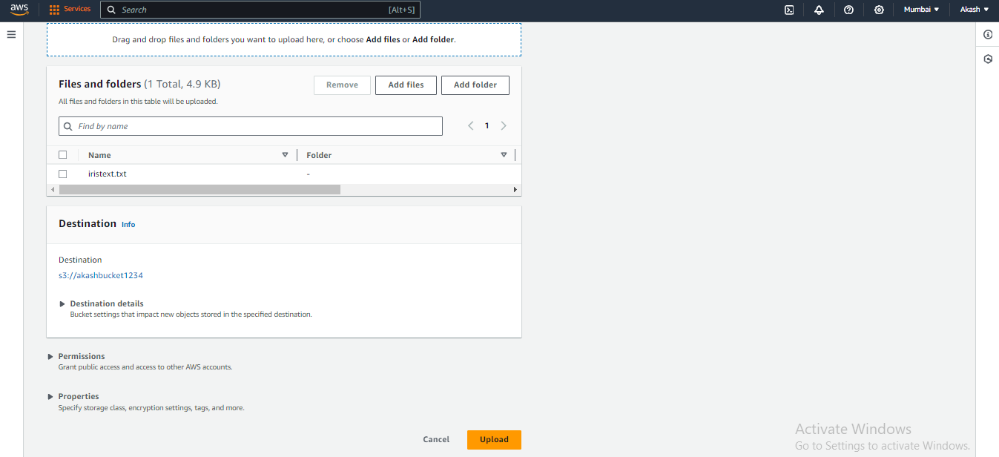 aws Services Search [Alt+S] Mumbai Akash
Drag and drop files and folders you want to upload here, or choose Add files or Add folder.
Files and folders (1 Total, 4.9 KB) Remove Add files Add folder
All files and folders in this table will be uploaded.
Find by name 1
Name Folder
iristext.txt -
Destination Info
Destination
s3://akashbucket1234
Destination details
Bucket settings that impact new objects stored in the specified destination.
Permissions
Grant public access and access to other AWS accounts.
Properties
Specify storage class, encryption settings, tags, and more.
Cancel Upload
Activate Windows
Go to Settings to activate Windows.